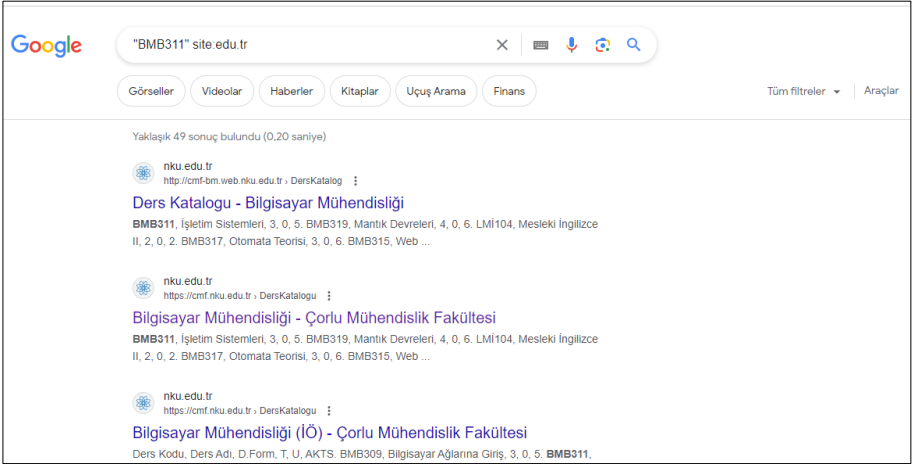 Google
"BMB311" site:edu.tr
Görseller Videolar Haberler Kitaplar Uçuş Arama Finans Tüm filtreler Araçlar
Yaklaşık 49 sonuç bulundu (0,20 saniye)
nku.edu.tr
http://cmf-bm.web.nku.edu.tr › DersKatalog
Ders Katalogu - Bilgisayar Mühendisliği
BMB311, İşletim Sistemleri, 3, 0, 5. BMB319, Mantık Devreleri, 4, 0, 6. LMİ104, Mesleki İngilizce
II, 2, 0, 2. BMB317, Otomata Teorisi, 3, 0, 6. BMB315, Web ...
nku.edu.tr
https://cmf.nku.edu.tr › DersKatalogu
Bilgisayar Mühendisliği - Çorlu Mühendislik Fakültesi
BMB311, İşletim Sistemleri, 3, 0, 5. BMB319, Mantık Devreleri, 4, 0, 6. LMİ104, Mesleki İngilizce
II, 2, 0, 2. BMB317, Otomata Teorisi, 3, 0, 6. BMB315, Web ...
nku.edu.tr
https://cmf.nku.edu.tr › DersKatalogu
Bilgisayar Mühendisliği (İÖ) - Çorlu Mühendislik Fakültesi
Ders Kodu, Ders Adı, D.Form, T, U, AKTS. BMB309, Bilgisayar Ağlarına Giriş, 3, 0, 5. BMB311,